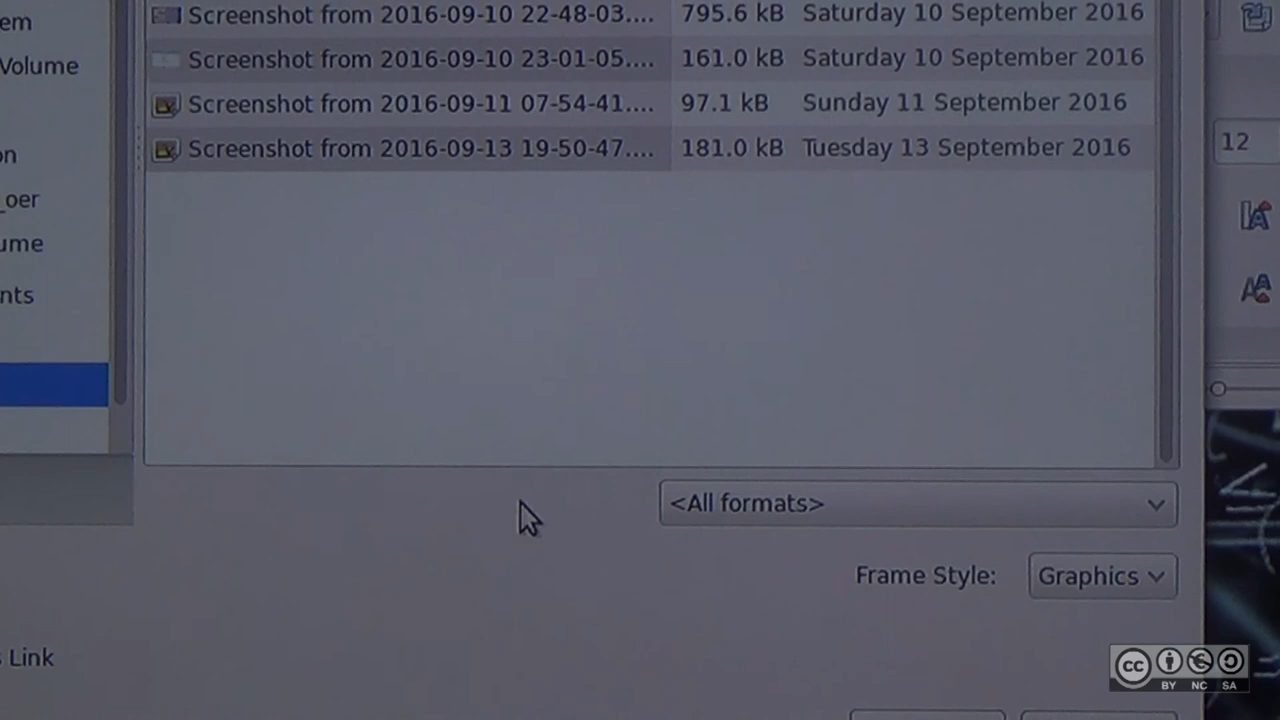 em
Screenshot from 2016-09-10 22-48-03.... 795.6 kB Saturday 10 September 2016
Volume
Screenshot from 2016-09-10 23-01-05.... 161.0 kB Saturday 10 September 2016
Screenshot from 2016-09-11 07-54-41.... 97.1 kB Sunday 11 September 2016
on
Screenshot from 2016-09-13 19-50-47.... 181.0 kB Tuesday 13 September 2016
12
_oer
ume
nts
<All formats>
Frame Style: Graphics
s Link
cc
BY NC SA